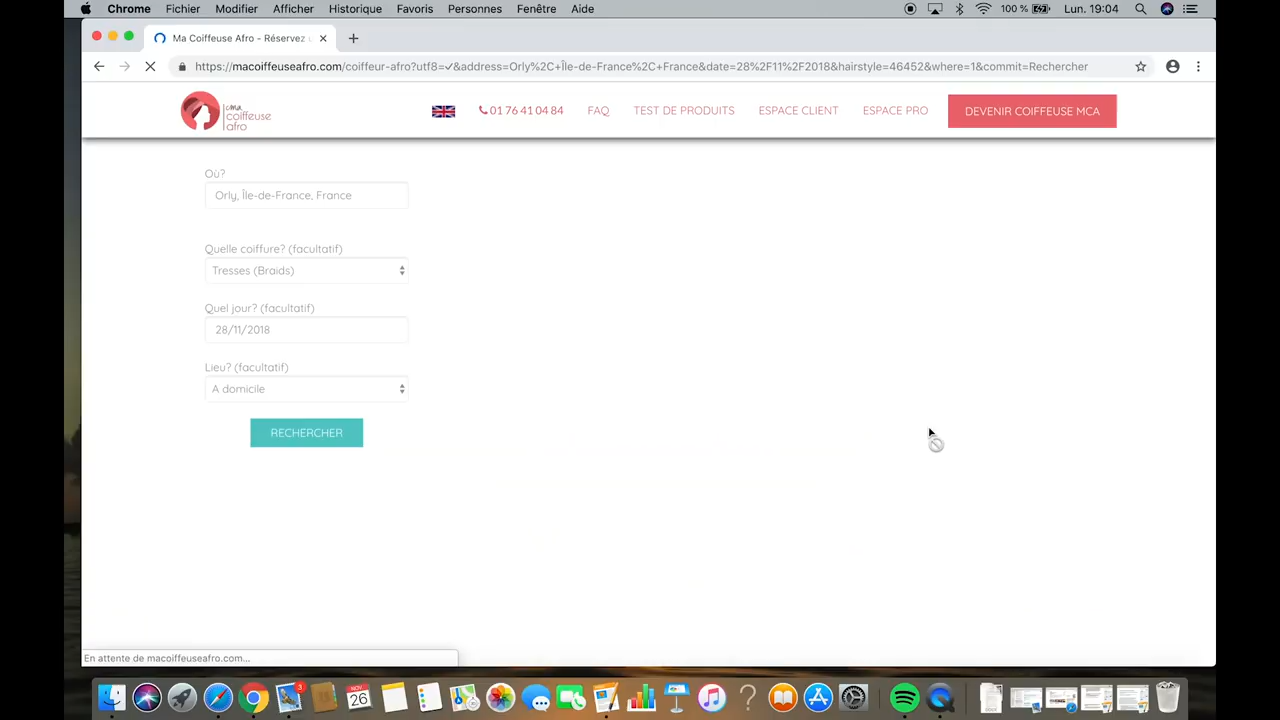 Chrome Fichier Modifier Afficher Historique Favoris Personnes Fenêtre Aide 100 % Lun. 19:04
Ma Coiffeuse Afro - Réservez
https://macoiffeuseafro.com/coiffeur-afro?utf8=✓&address=Orly%2C+Île-de-France%2C+France&date=28%2F11%2F2018&hairstyle=46452&where=1&commit=Rechercher
ma
coiffeuse
afro
01 76 41 04 84 FAQ TEST DE PRODUITS ESPACE CLIENT ESPACE PRO DEVENIR COIFFEUSE MCA
Où?
Orly, Île-de-France, France
Quelle coiffure? (facultatif)
Tresses (Braids)
Quel jour? (facultatif)
28/11/2018
Lieu? (facultatif)
A domicile
RECHERCHER
En attente de macoiffeuseafro.com...
3
NOV.
26